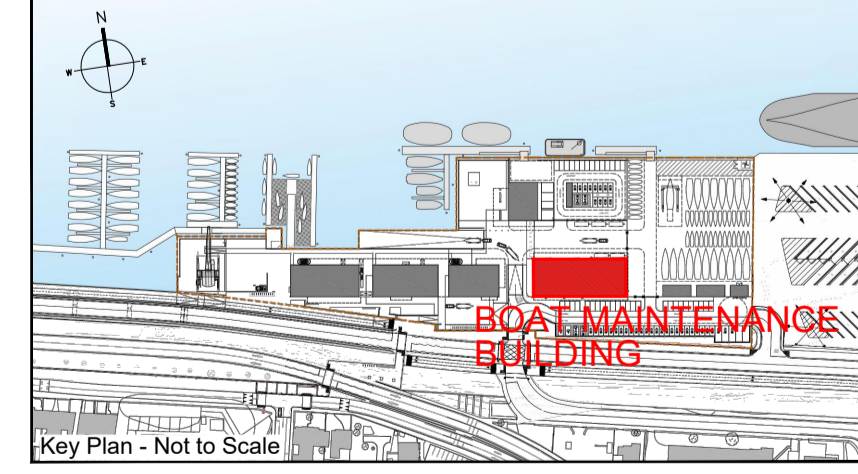 N
W
E
S
BOAT MAINTENANCE
BUILDING
Key Plan - Not to Scale